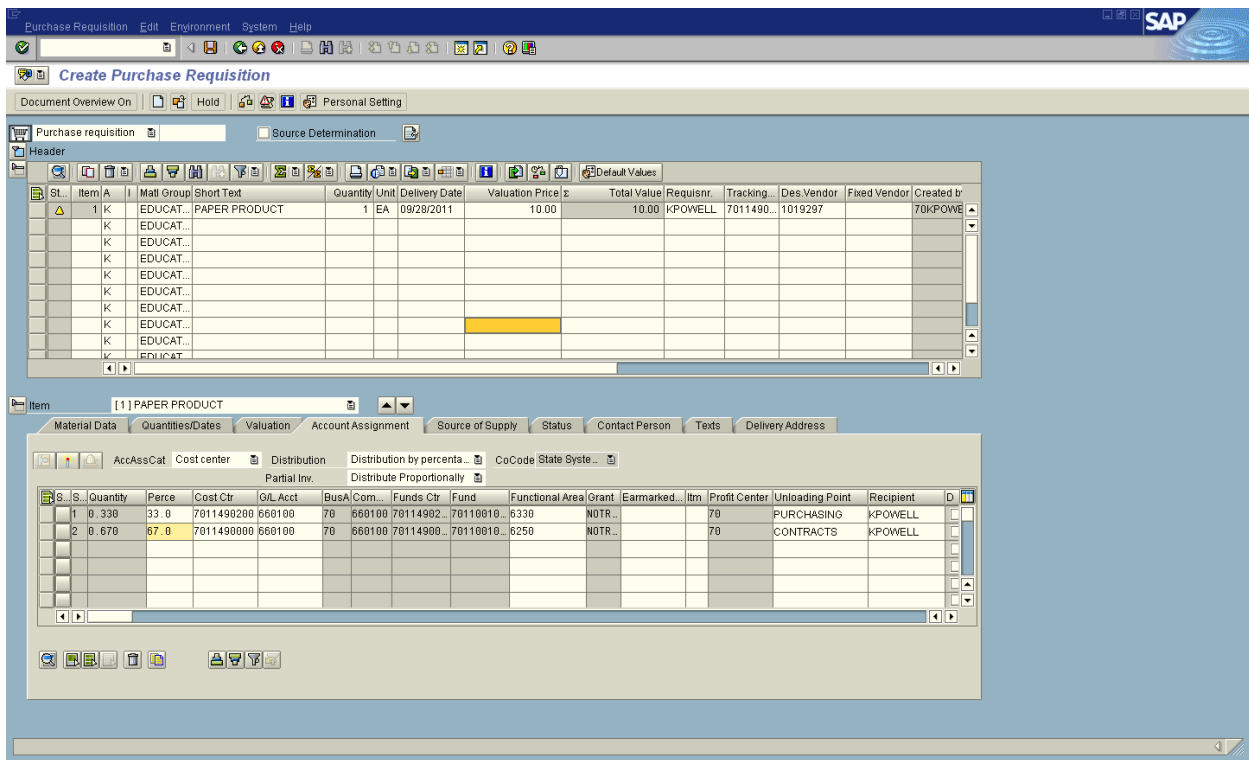 Purchase Requisition Edit Environment System Help
SAP
Create Purchase Requisition
Document Overview On Hold Personal Setting
Purchase requisition Source Determination
Header
Default Values
St... Item A I Matl Group Short Text Quantity Unit Delivery Date Valuation Price Σ Total Value Requisnr. Tracking... Des.Vendor Fixed Vendor Created by
1 K EDUCAT... PAPER PRODUCT 1 EA 09/28/2011 10.00 10.00 KPOWELL 7011490... 1019297 70KPOWE
K EDUCAT...
K EDUCAT...
K EDUCAT...
K EDUCAT...
K EDUCAT...
K EDUCAT...
K EDUCAT...
K EDUCAT...
K EDUCAT
Item [ 1 ] PAPER PRODUCT
Material Data Quantities/Dates Valuation Account Assignment Source of Supply Status Contact Person Texts Delivery Address
AccAssCat Cost center Distribution Distribution by percenta... CoCode State Syste...
Partial Inv. Distribute Proportionally
S... S... Quantity Perce Cost Ctr G/L Acct BusA Com... Funds Ctr Fund Functional Area Grant Earmarked... Itm Profit Center Unloading Point Recipient D
1 0.330 33.0 7011490200 660100 70 660100 70114902... 70110010... 6330 NOTR... 70 PURCHASING KPOWELL
2 0.670 67.0 7011490000 660100 70 660100 70114900... 70110010... 6250 NOTR... 70 CONTRACTS KPOWELL